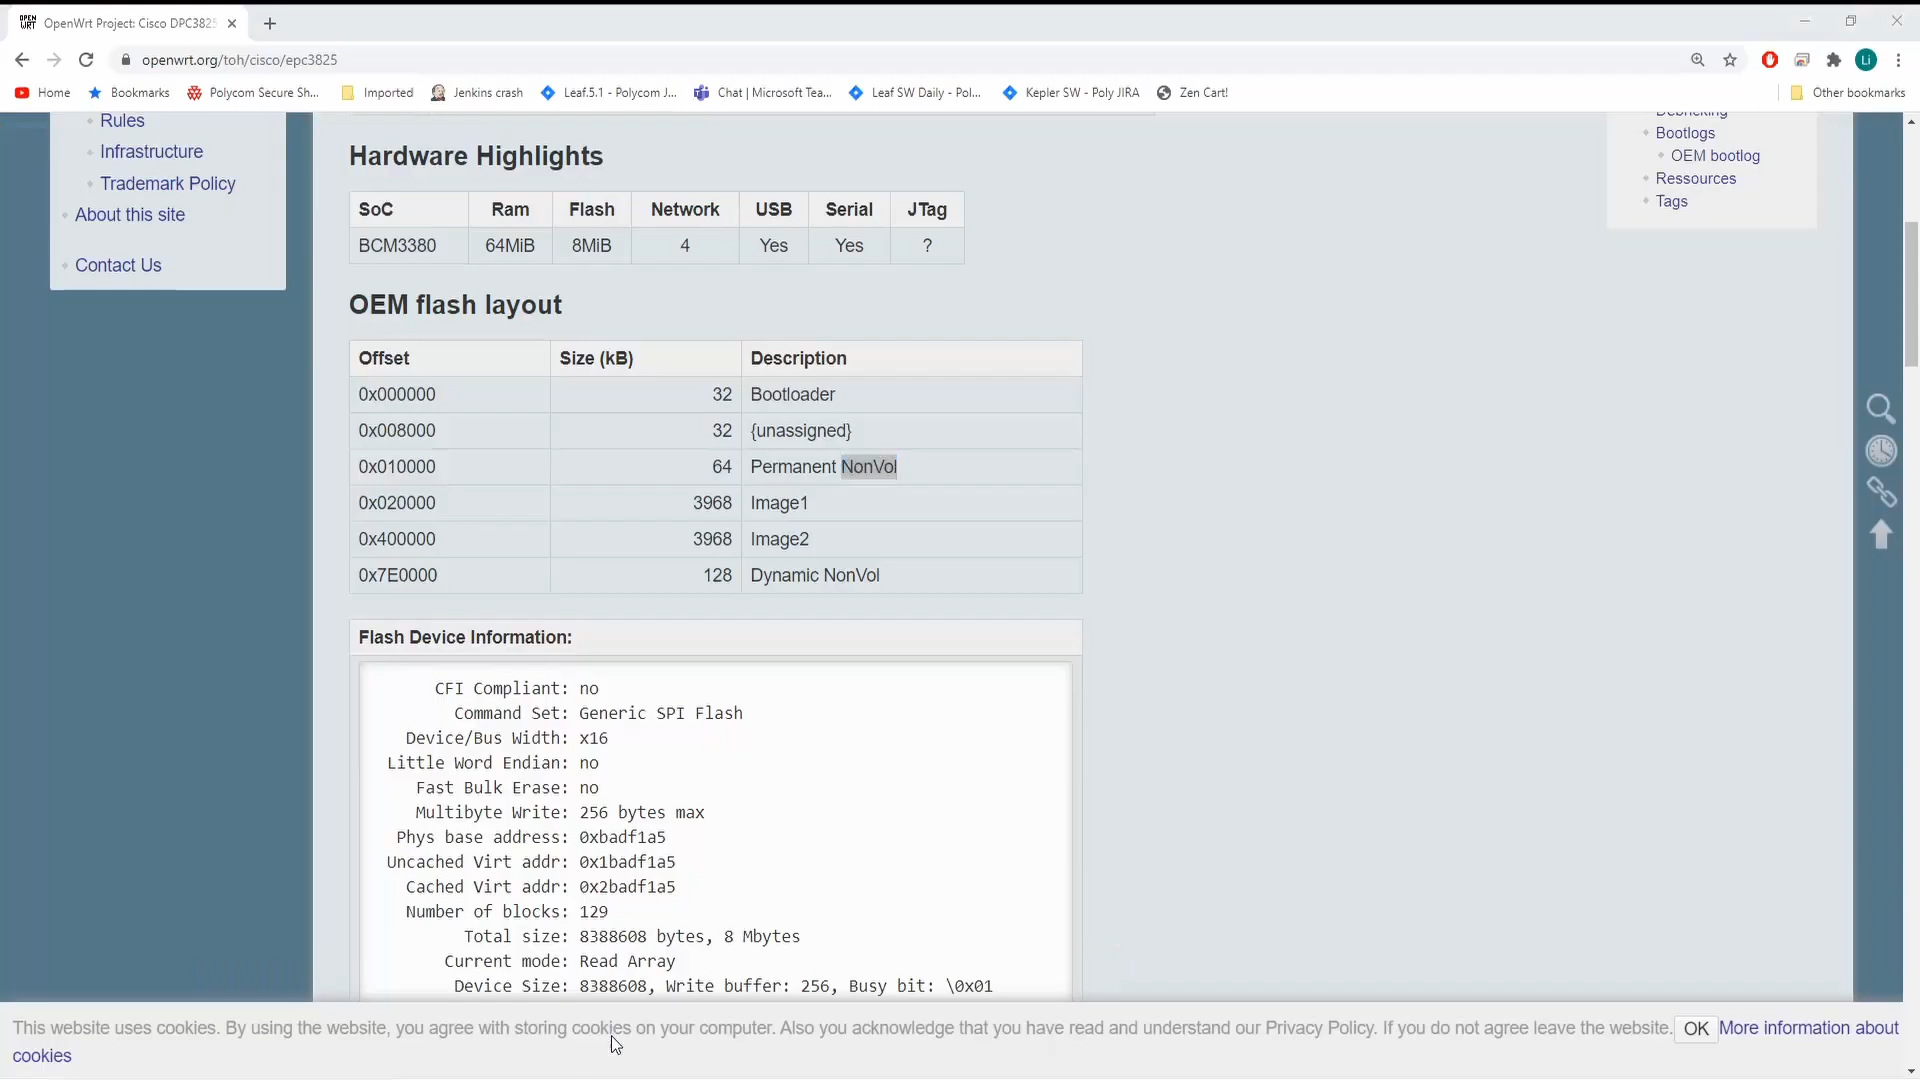 OpenWrt Project: Cisco DPC3825
openwrt.org/toh/cisco/epc3825
Li
Home
Bookmarks
Polycom Secure Sh...
Imported
Jenkins crash
Leaf.5.1 - Polycom J...
Chat | Microsoft Tea...
Leaf SW Daily - Pol...
Kepler SW - Poly JIRA
Zen Cart!
Other bookmarks
Rules
Infrastructure
Trademark Policy
About this site
Contact Us
Debricking
Bootlogs
OEM bootlog
Ressources
Tags
Hardware Highlights
SoC Ram Flash Network USB Serial JTag
BCM3380 64MiB 8MiB 4 Yes Yes ?
OEM flash layout
Offset Size (kB) Description
0x000000 32 Bootloader
0x008000 32 {unassigned}
0x010000 64 Permanent NonVol
0x020000 3968 Image1
0x400000 3968 Image2
0x7E0000 128 Dynamic NonVol
Flash Device Information:
CFI Compliant: no
Command Set: Generic SPI Flash
Device/Bus Width: x16
Little Word Endian: no
Fast Bulk Erase: no
Multibyte Write: 256 bytes max
Phys base address: 0xbadf1a5
Uncached Virt addr: 0x1badf1a5
Cached Virt addr: 0x2badf1a5
Number of blocks: 129
Total size: 8388608 bytes, 8 Mbytes
Current mode: Read Array
Device Size: 8388608, Write buffer: 256, Busy bit: \0x01
This website uses cookies. By using the website, you agree with storing cookies on your computer. Also you acknowledge that you have read and understand our Privacy Policy. If you do not agree leave the website. OK More information about
cookies